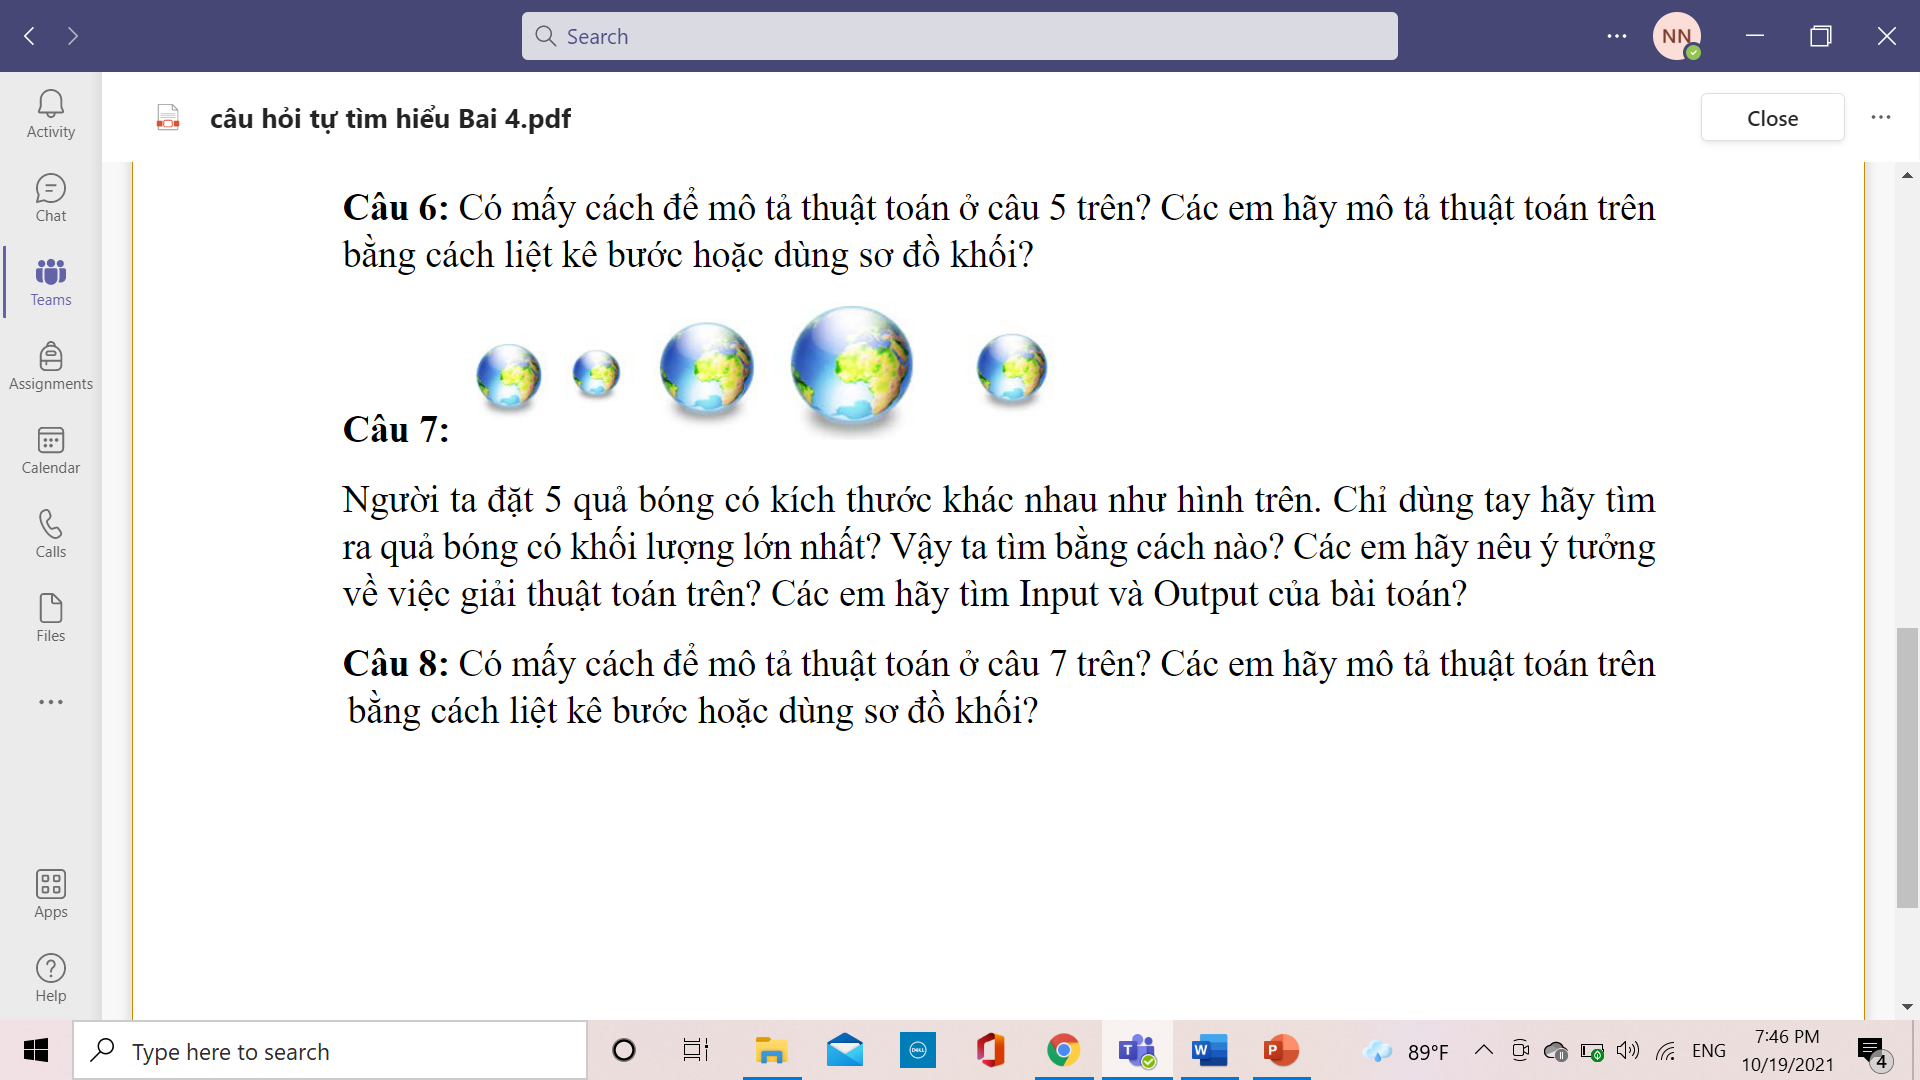 Search
NN
Activity
Chat
Teams
Assignments
Calendar
Calls
Files
Apps
Help
câu hỏi tự tìm hiểu Bai 4.pdf
Close
Câu 6: Có mấy cách để mô tả thuật toán ở câu 5 trên? Các em hãy mô tả thuật toán trên
bằng cách liệt kê bước hoặc dùng sơ đồ khối?
Câu 7:
Người ta đặt 5 quả bóng có kích thước khác nhau như hình trên. Chỉ dùng tay hãy tìm
ra quả bóng có khối lượng lớn nhất? Vậy ta tìm bằng cách nào? Các em hãy nêu ý tưởng
về việc giải thuật toán trên? Các em hãy tìm Input và Output của bài toán?
Câu 8: Có mấy cách để mô tả thuật toán ở câu 7 trên? Các em hãy mô tả thuật toán trên
bằng cách liệt kê bước hoặc dùng sơ đồ khối?
Type here to search
DELL
T
W
P
89°F
ENG
7:46 PM
10/19/2021
4